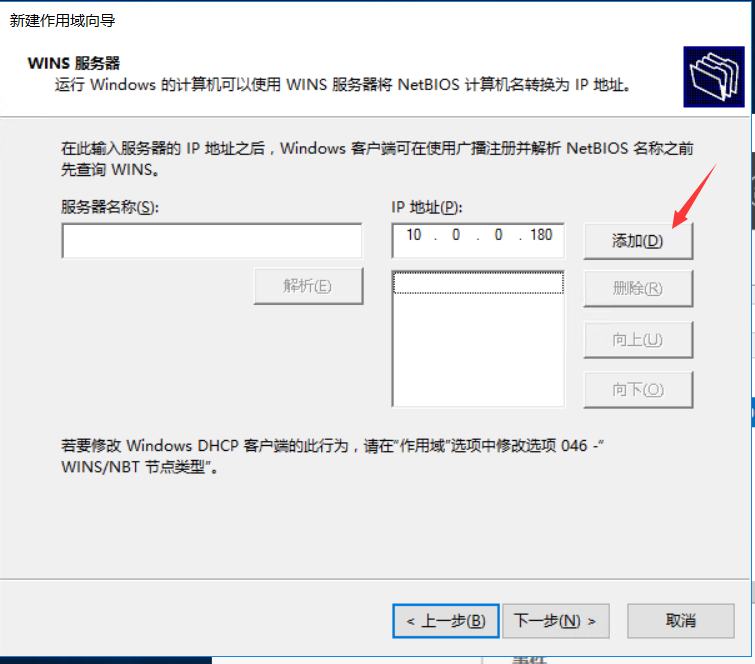 新建作用域向导
WINS 服务器
运行 Windows 的计算机可以使用 WINS 服务器将 NetBIOS 计算机名转换为 IP 地址。
在此输入服务器的 IP 地址之后，Windows 客户端可在使用广播注册并解析 NetBIOS 名称之前
先查询 WINS。
服务器名称(S):
IP 地址(P):
10 . 0 . 0 . 180
添加(D)
解析(E)
删除(R)
向上(U)
向下(O)
若要修改 Windows DHCP 客户端的此行为，请在"作用域"选项中修改选项 046 -"
WINS/NBT 节点类型"。
< 上一步(B)
下一步(N) >
取消